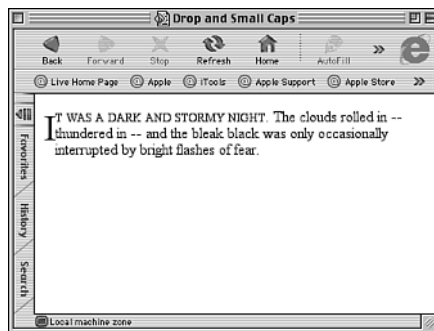 Drop and Small Caps
Back Forward Stop Refresh Home AutoFill »
Live Home Page Apple iTools Apple Support Apple Store »
Favorites
History
Search
IT WAS A DARK AND STORMY NIGHT. The clouds rolled in --
thundered in -- and the bleak black was only occasionally
interrupted by bright flashes of fear.
Local machine zone